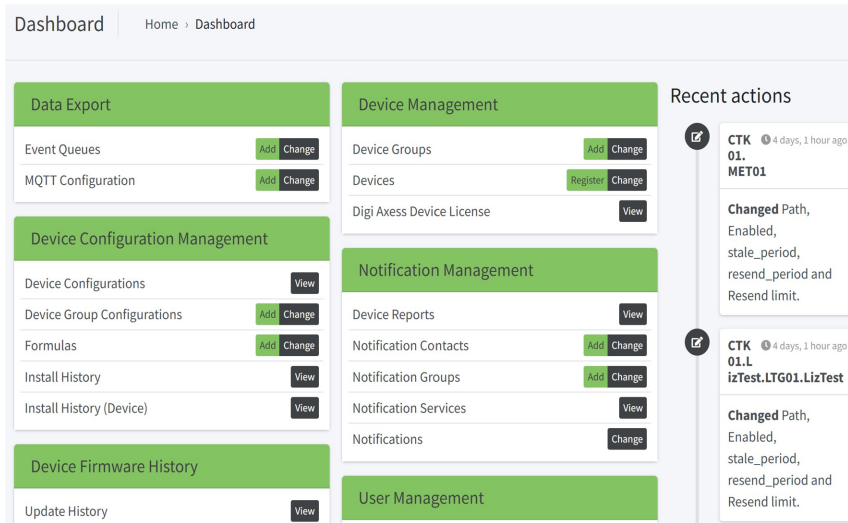 Dashboard
Home › Dashboard
Data Export
Event Queues Add Change
MQTT Configuration Add Change
Device Configuration Management
Device Configurations View
Device Group Configurations Add Change
Formulas Add Change
Install History View
Install History (Device) View
Device Firmware History
Update History View
Device Management
Device Groups Add Change
Devices Register Change
Digi Axess Device License View
Notification Management
Device Reports View
Notification Contacts Add Change
Notification Groups Add Change
Notification Services View
Notifications Change
User Management
Recent actions
CTK 4 days, 1 hour ago
01.
MET01
Changed Path,
Enabled,
stale_period,
resend_period and
Resend limit.
CTK 4 days, 1 hour ago
01.L
izTest.LTG01.LizTest
Changed Path,
Enabled,
stale_period,
resend_period and
Resend limit.